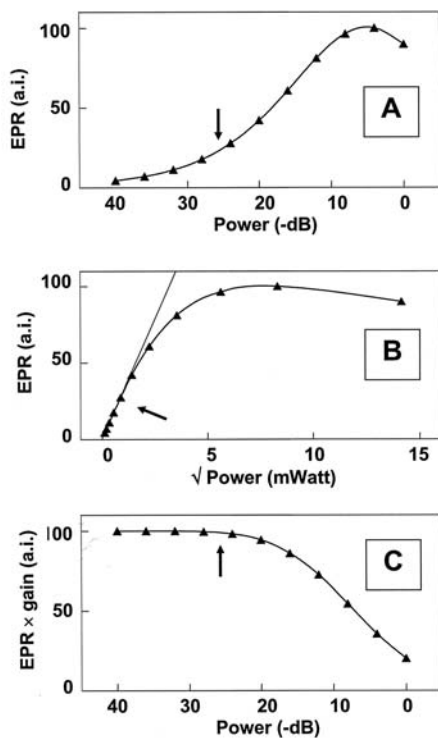 100
A
EPR (a.i.)
50
0
40 30 20 10 0
Power (-dB)
100
B
EPR (a.i.)
50
0
0 5 10 15
√ Power (mWatt)
100
C
EPR × gain (a.i.)
50
0
40 30 20 10 0
Power (-dB)